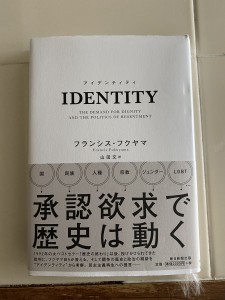 アイデンティティ
IDENTITY
THE DEMAND FOR DIGNITY
AND THE POLITICS OF RESENTMENT
フランシス・フクヤマ
Francis Fukuyama
山田文 訳
国
民族
人種
宗教
ジェンダー
LGBT
承認欲求で
歴史は動く
朝日新聞出版